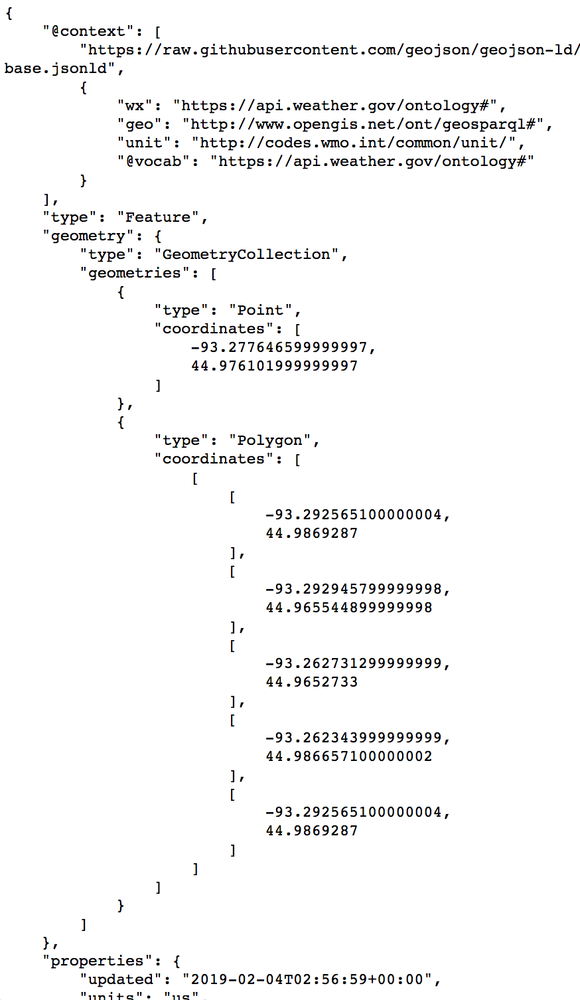 {
    "@context": [
        "https://raw.githubusercontent.com/geojson/geojson-ld/
base.jsonld",
        {
            "wx": "https://api.weather.gov/ontology#",
            "geo": "http://www.opengis.net/ont/geosparql#",
            "unit": "http://codes.wmo.int/common/unit/",
            "@vocab": "https://api.weather.gov/ontology#"
        }
    ],
    "type": "Feature",
    "geometry": {
        "type": "GeometryCollection",
        "geometries": [
            {
                "type": "Point",
                "coordinates": [
                    -93.277646599999997,
                    44.976101999999997
                ]
            },
            {
                "type": "Polygon",
                "coordinates": [
                    [
                        [
                            -93.292565100000004,
                            44.9869287
                        ],
                        [
                            -93.292945799999998,
                            44.965544899999998
                        ],
                        [
                            -93.262731299999999,
                            44.9652733
                        ],
                        [
                            -93.262343999999999,
                            44.986657100000002
                        ],
                        [
                            -93.292565100000004,
                            44.9869287
                        ]
                    ]
                ]
            }
        ]
    },
    "properties": {
        "updated": "2019-02-04T02:56:59+00:00",
        "units": "us",